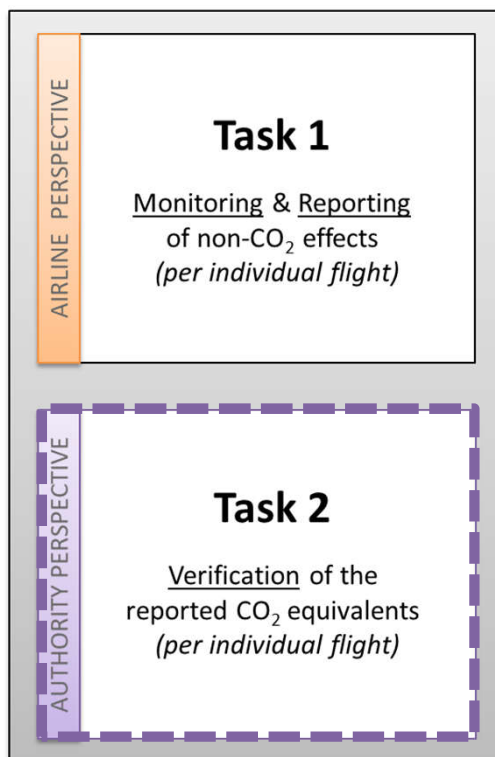 AIRLINE PERSPECTIVE
Task 1
Monitoring & Reporting
of non-CO₂ effects
(per individual flight)
AUTHORITY PERSPECTIVE
Task 2
Verification of the
reported CO₂ equivalents
(per individual flight)